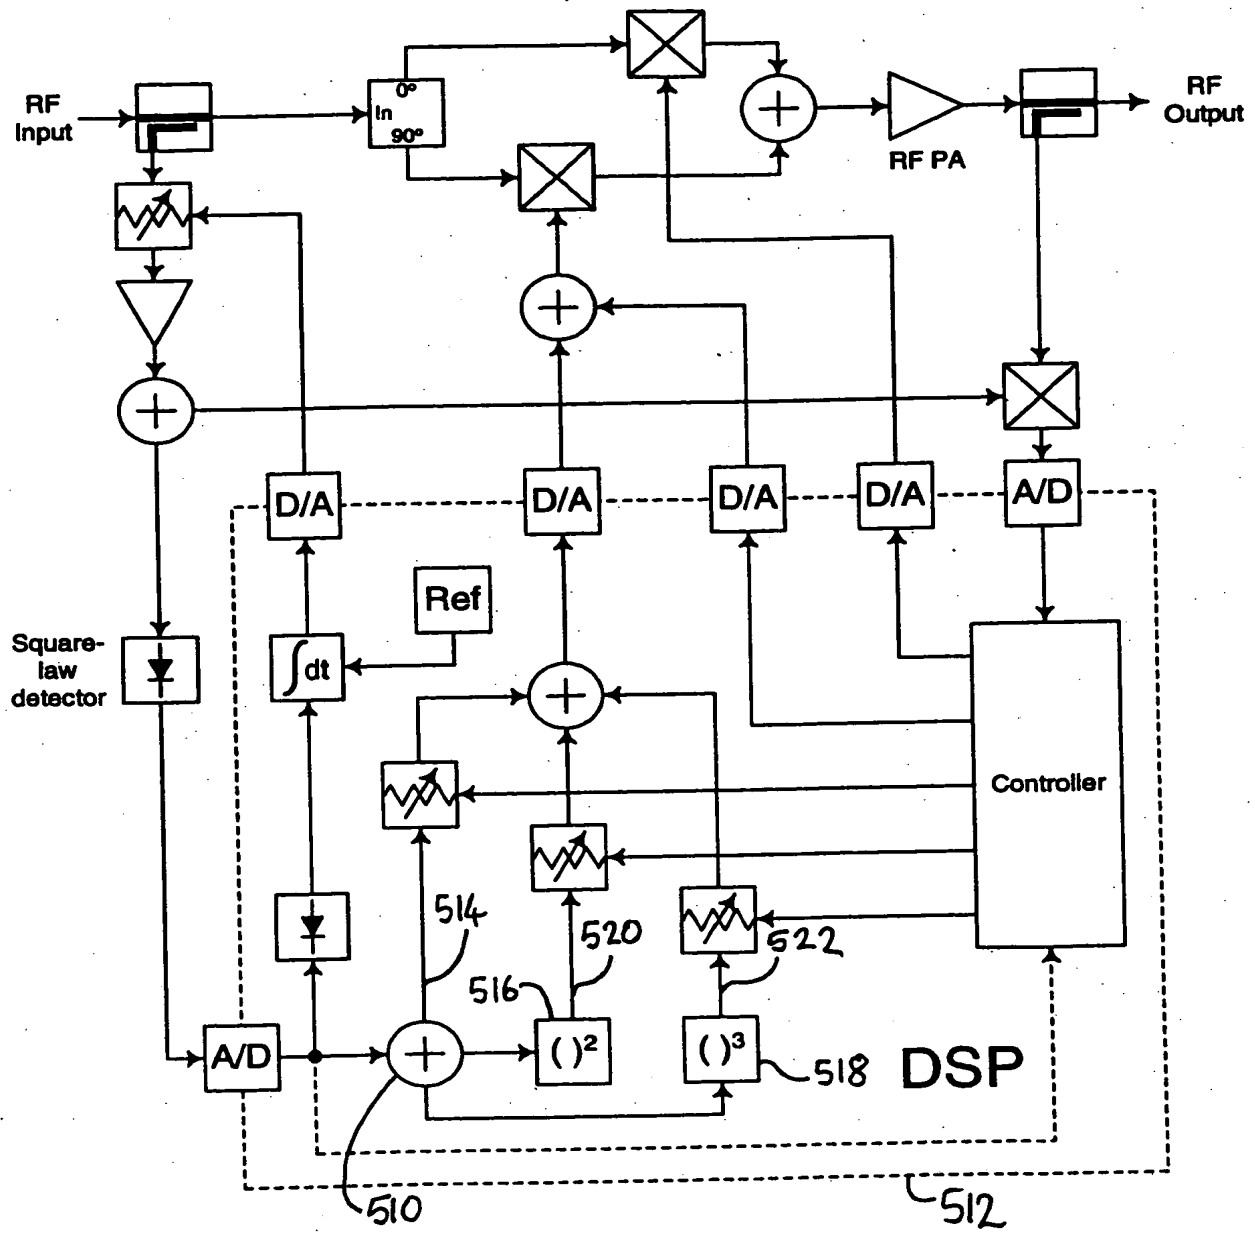 RF
Input
0°
In
90°
RF PA
RF
Output
D/A
D/A
D/A
D/A
A/D
Ref
Square-
law
detector
∫dt
Controller
514
520
522
516
A/D
( )²
( )³
518
DSP
510
512